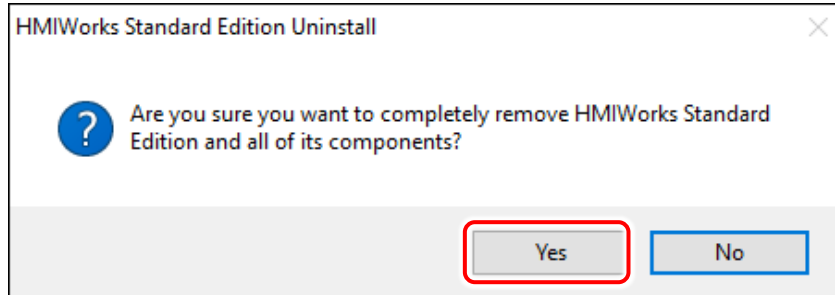 HMIWorks Standard Edition Uninstall
Are you sure you want to completely remove HMIWorks Standard
Edition and all of its components?
Yes
No